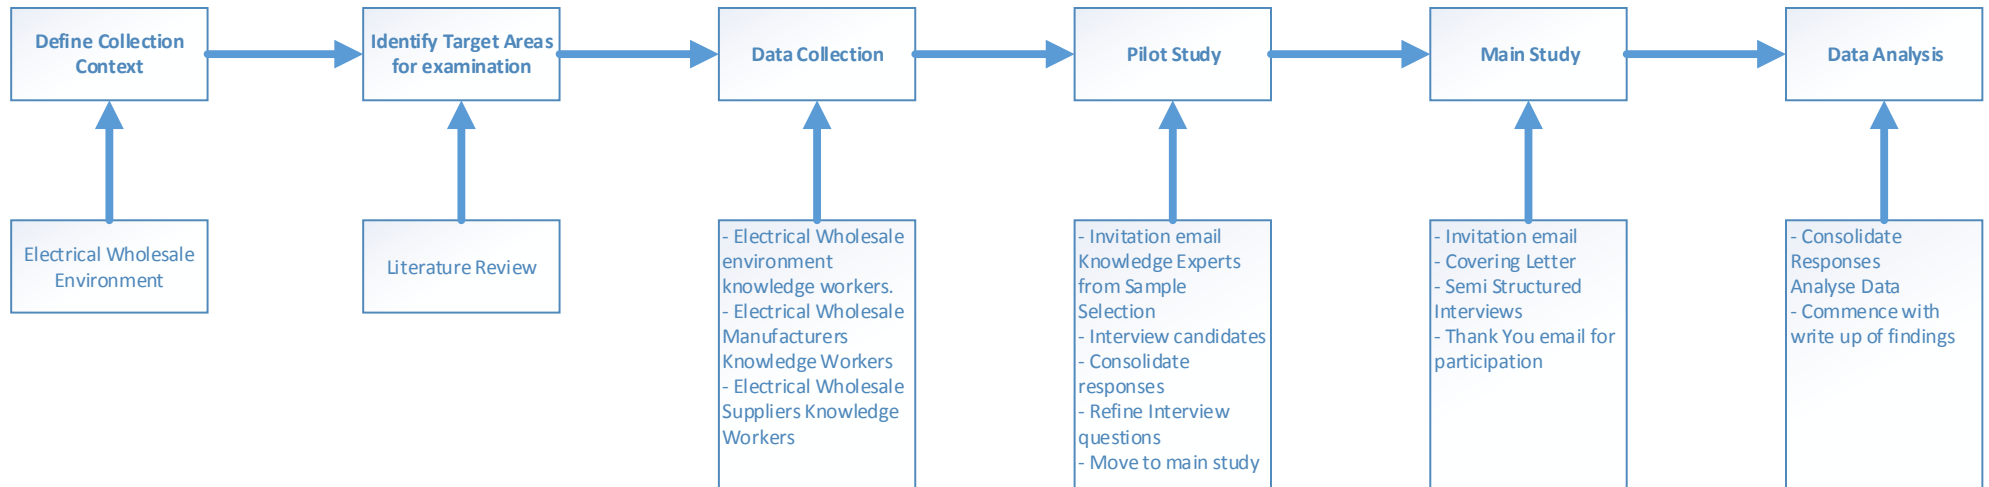 Define Collection
Context
Identify Target Areas
for examination
Data Collection
Pilot Study
Main Study
Data Analysis
Electrical Wholesale
Environment
Literature Review
- Electrical Wholesale
environment
knowledge workers.
- Electrical Wholesale
Manufacturers
Knowledge Workers
- Electrical Wholesale
Suppliers Knowledge
Workers
- Invitation email
Knowledge Experts
from Sample
Selection
- Interview candidates
- Consolidate
responses
- Refine Interview
questions
- Move to main study
- Invitation email
- Covering Letter
- Semi Structured
Interviews
- Thank You email for
participation
- Consolidate
Responses
Analyse Data
- Commence with
write up of findings